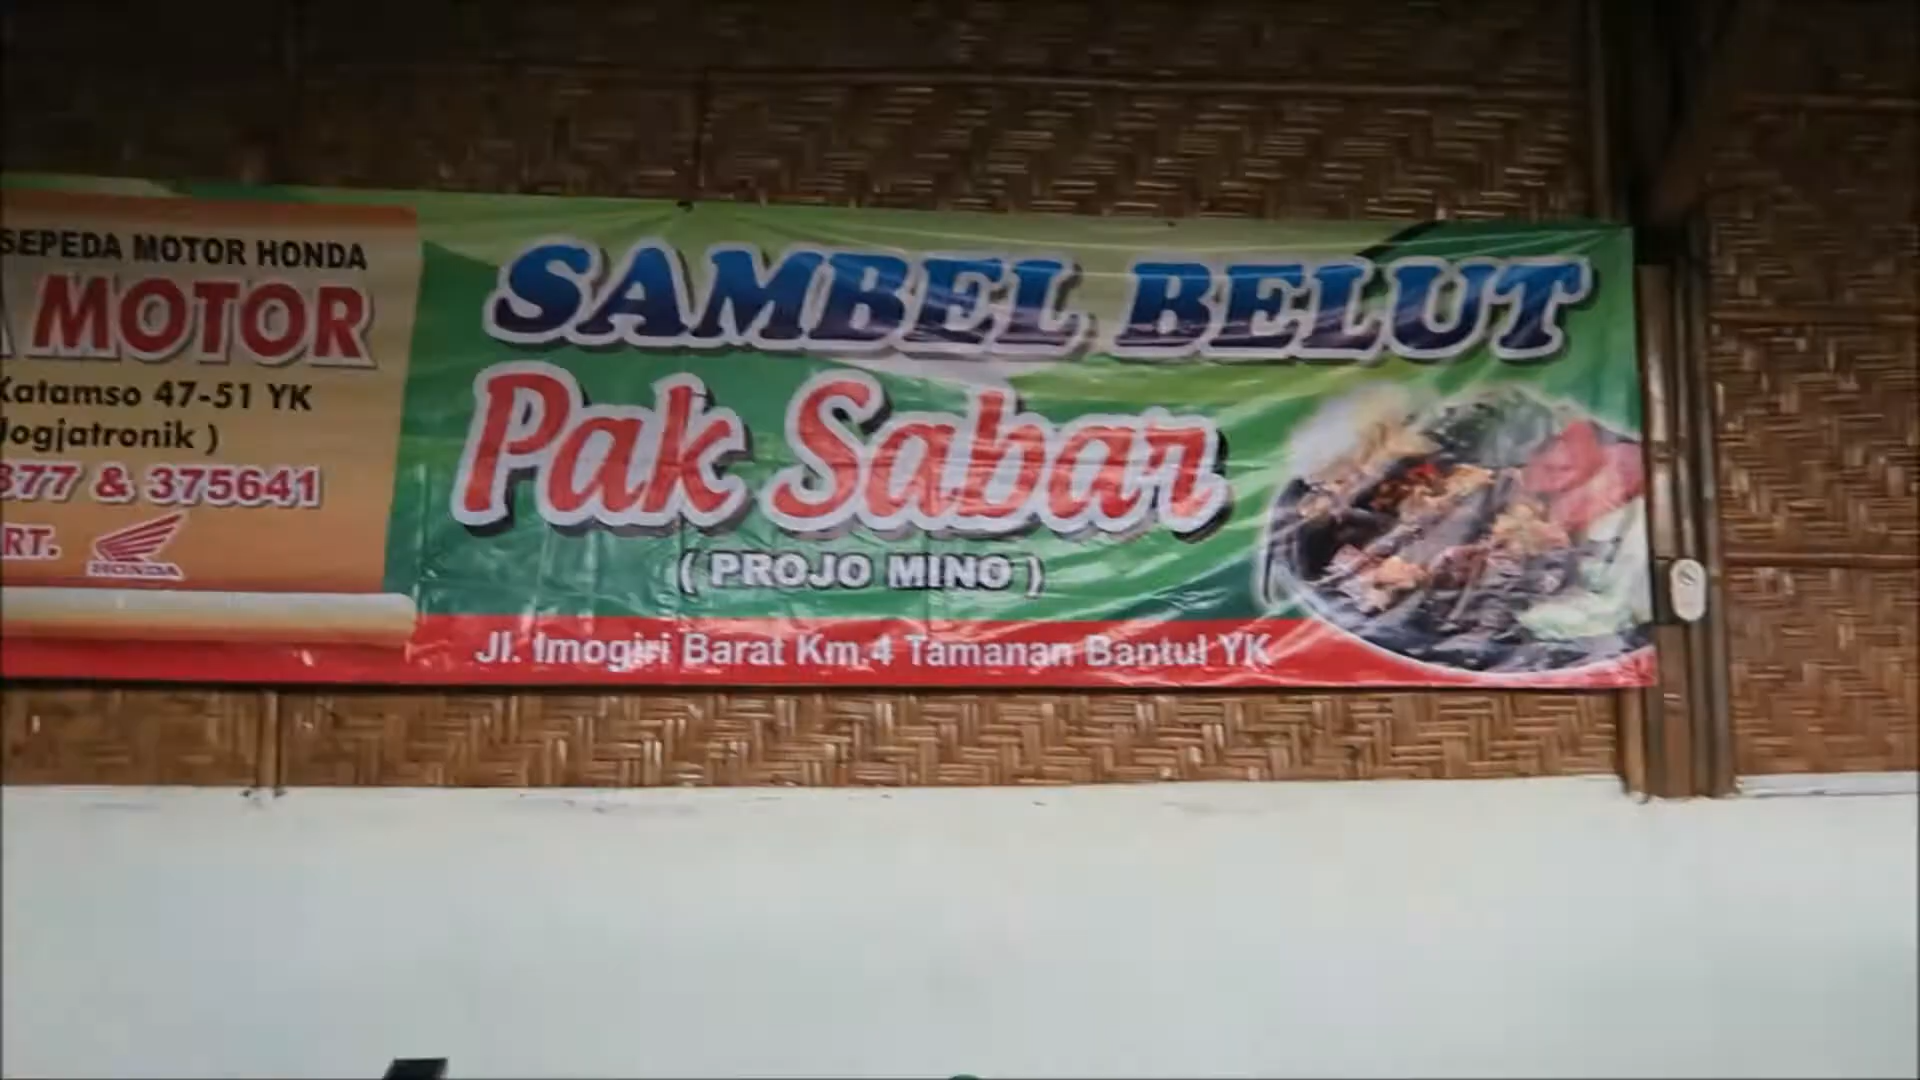 SEPEDA MOTOR HONDA
MOTOR
Katamso 47-51 YK
Jogjatronik )
377 & 375641
RT.
HONDA
SAMBEL BELUT
Pak Sabar
( PROJO MINO )
Jl. Imogiri Barat Km.4 Tamanan Bantul YK